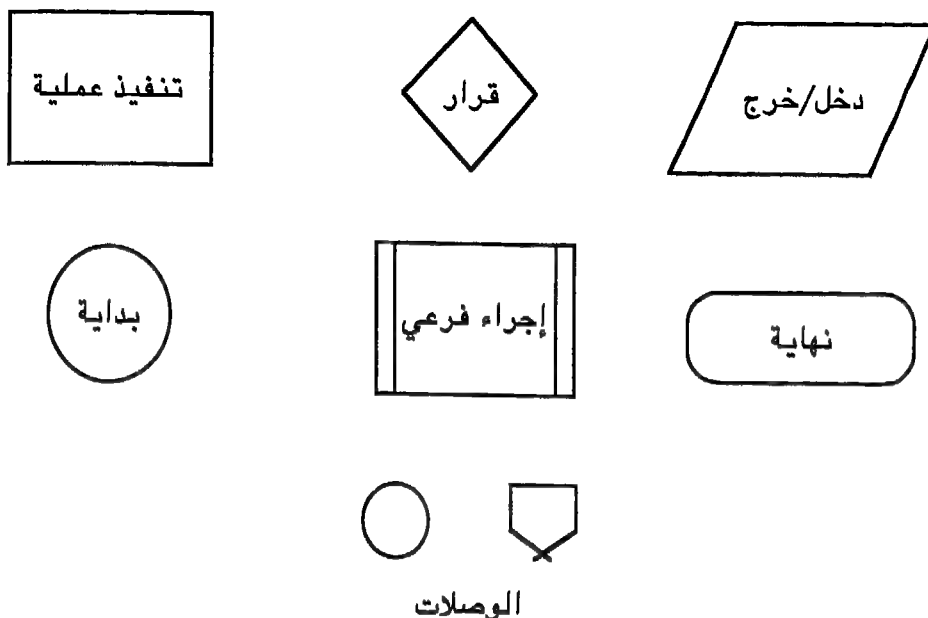 دخل/خرج
قرار
تنفيذ عملية
نهاية
إجراء فرعي
بداية
الوصلات